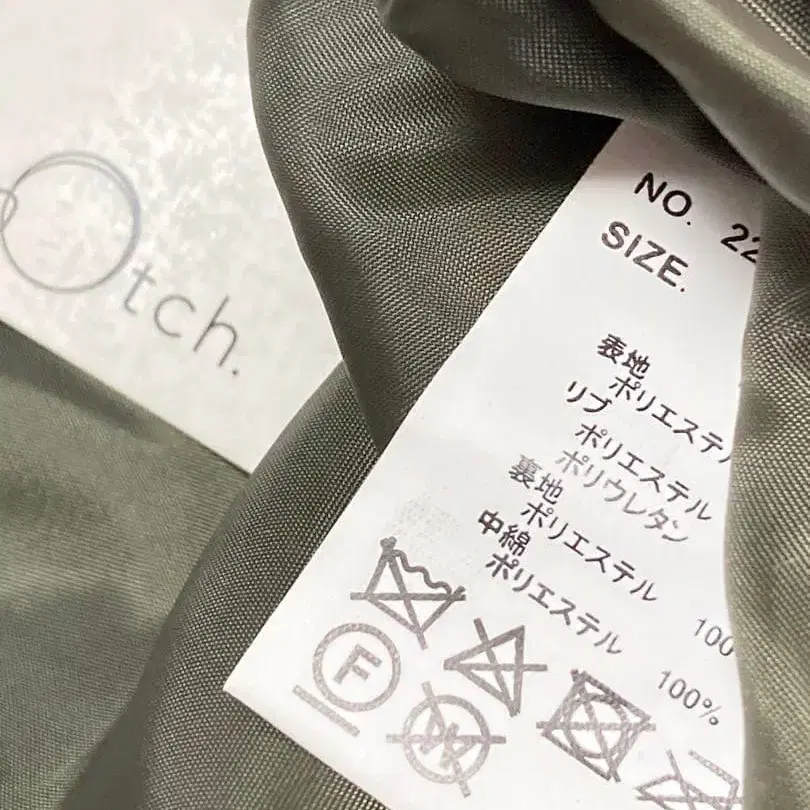 Otch.
NO. 22
SIZE.
表地
ポリエステル
リブ
ポリエステル
ポリウレタン
裏地
ポリエステル 100
中綿
ポリエステル 100%
F
W